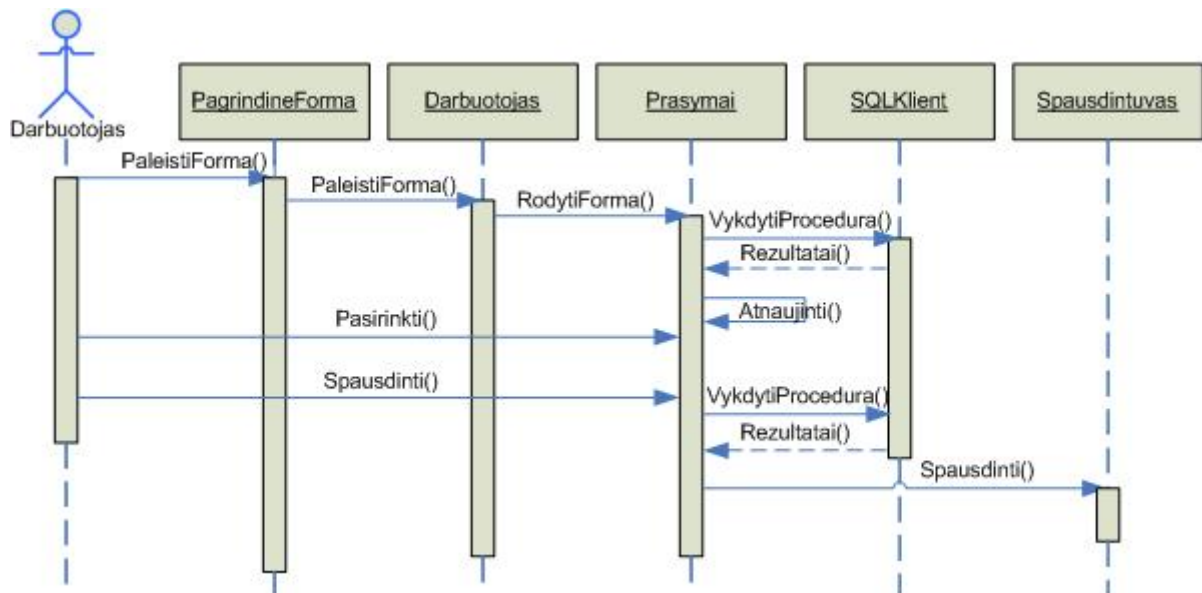 Darbuotojas
PagrindineForma
Darbuotojas
Prasymai
SQLKlient
Spausdintuvas
PaleistiForma()
PaleistiForma()
RodytiForma()
VykdytiProcedura()
Rezultatai()
Atnaujinti()
Pasirinkti()
Spausdinti()
VykdytiProcedura()
Rezultatai()
Spausdinti()